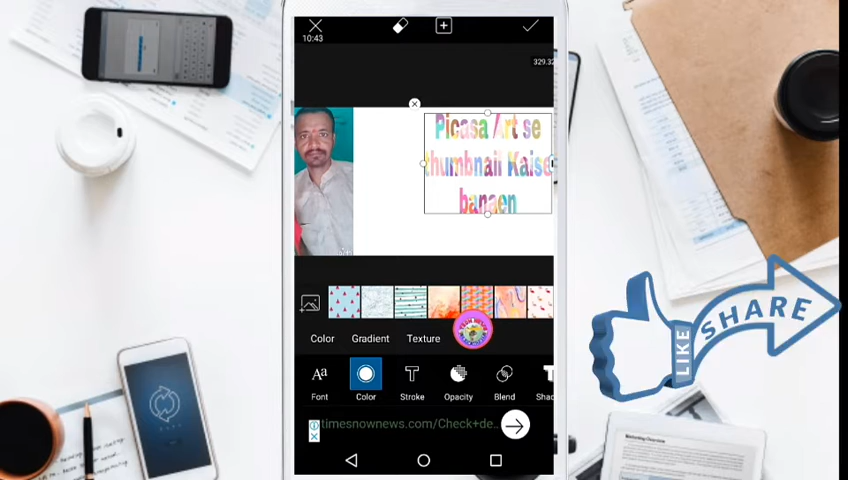 10:43
329.32
Picasa Art se
thumbnail Kaise
banaen
Color
Gradient
Texture
Font
Color
Stroke
Opacity
Blend
Shad
timesnownews.com/Check+de...
LIKE
SHARE